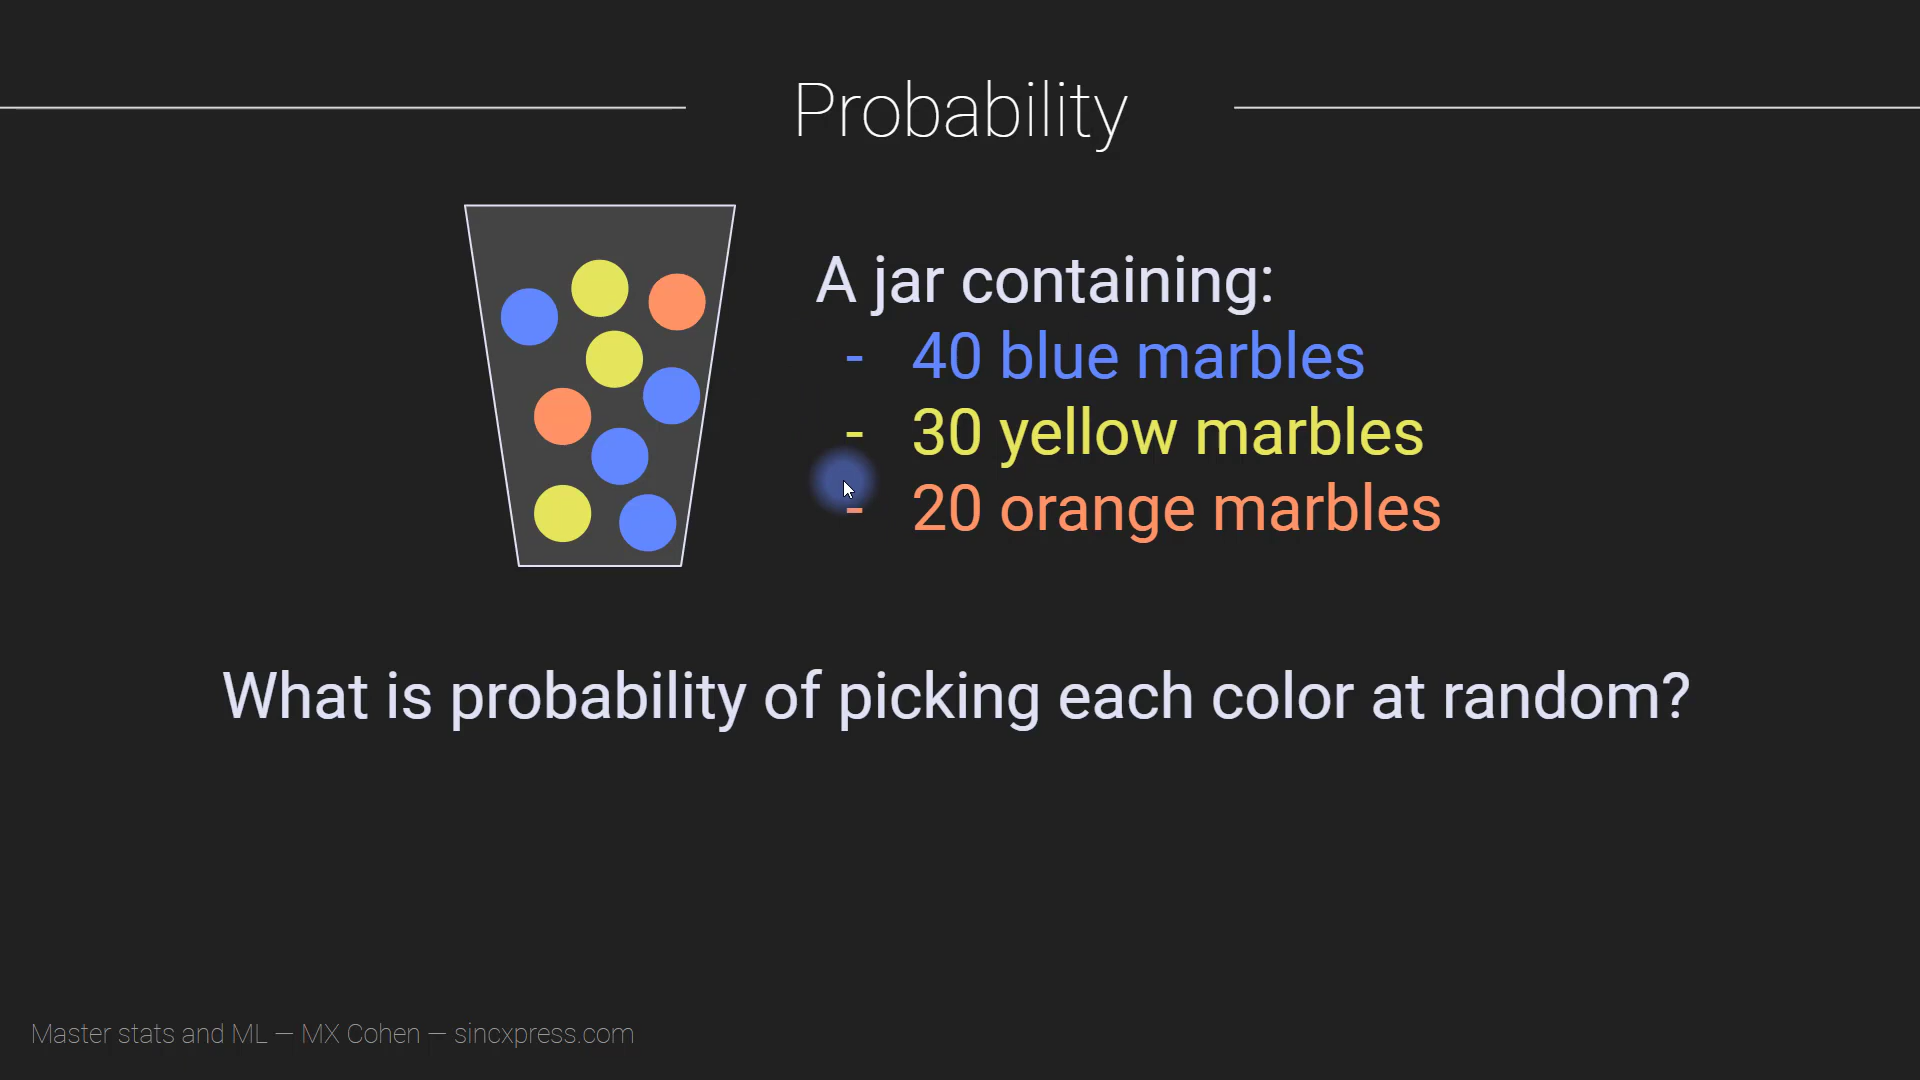 Probability
A jar containing:
- 40 blue marbles
- 30 yellow marbles
- 20 orange marbles
What is probability of picking each color at random?
Master stats and ML — MX Cohen — sincxpress.com